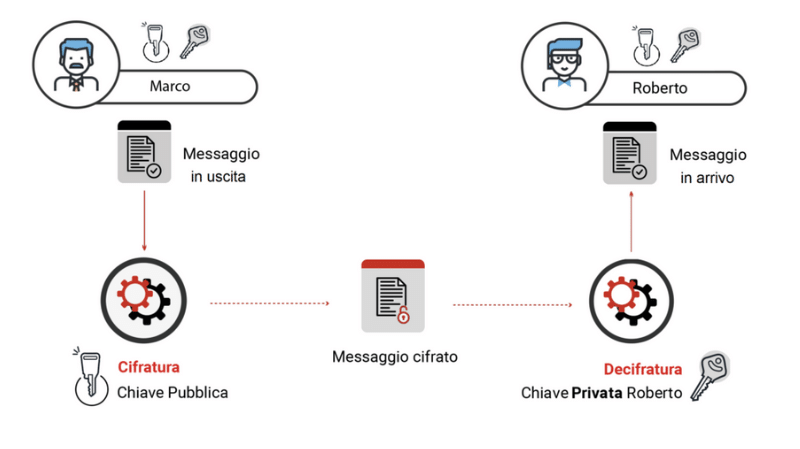 Marco
Roberto
Messaggio
in uscita
Messaggio
in arrivo
Messaggio cifrato
Cifratura
Chiave Pubblica
Decifratura
Chiave Privata Roberto